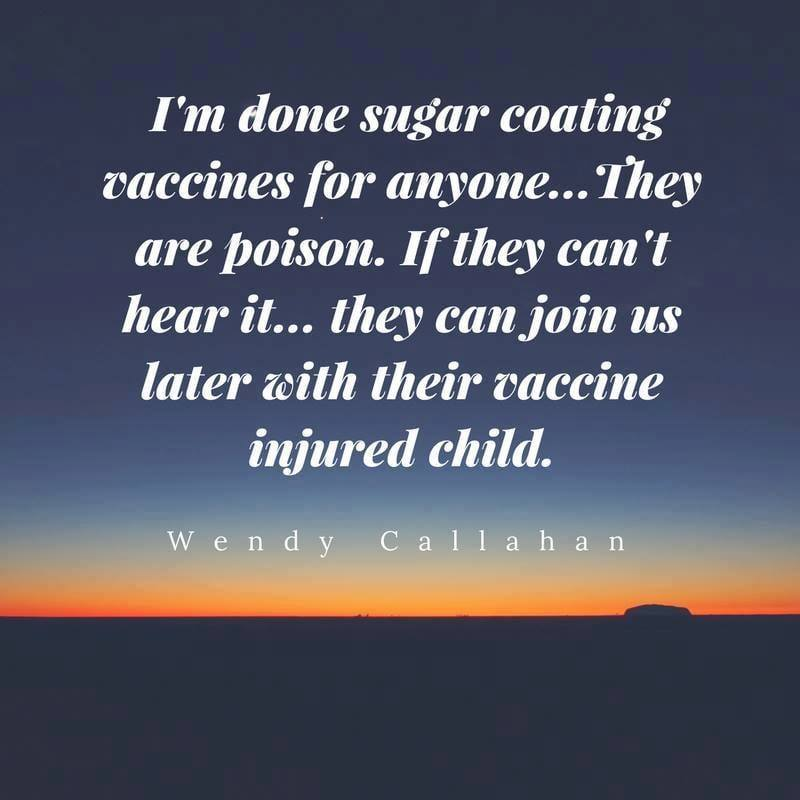 I'm done sugar coating
vaccines for anyone...They
are poison. If they can't
hear it... they can join us
later with their vaccine
injured child.
Wendy Callahan